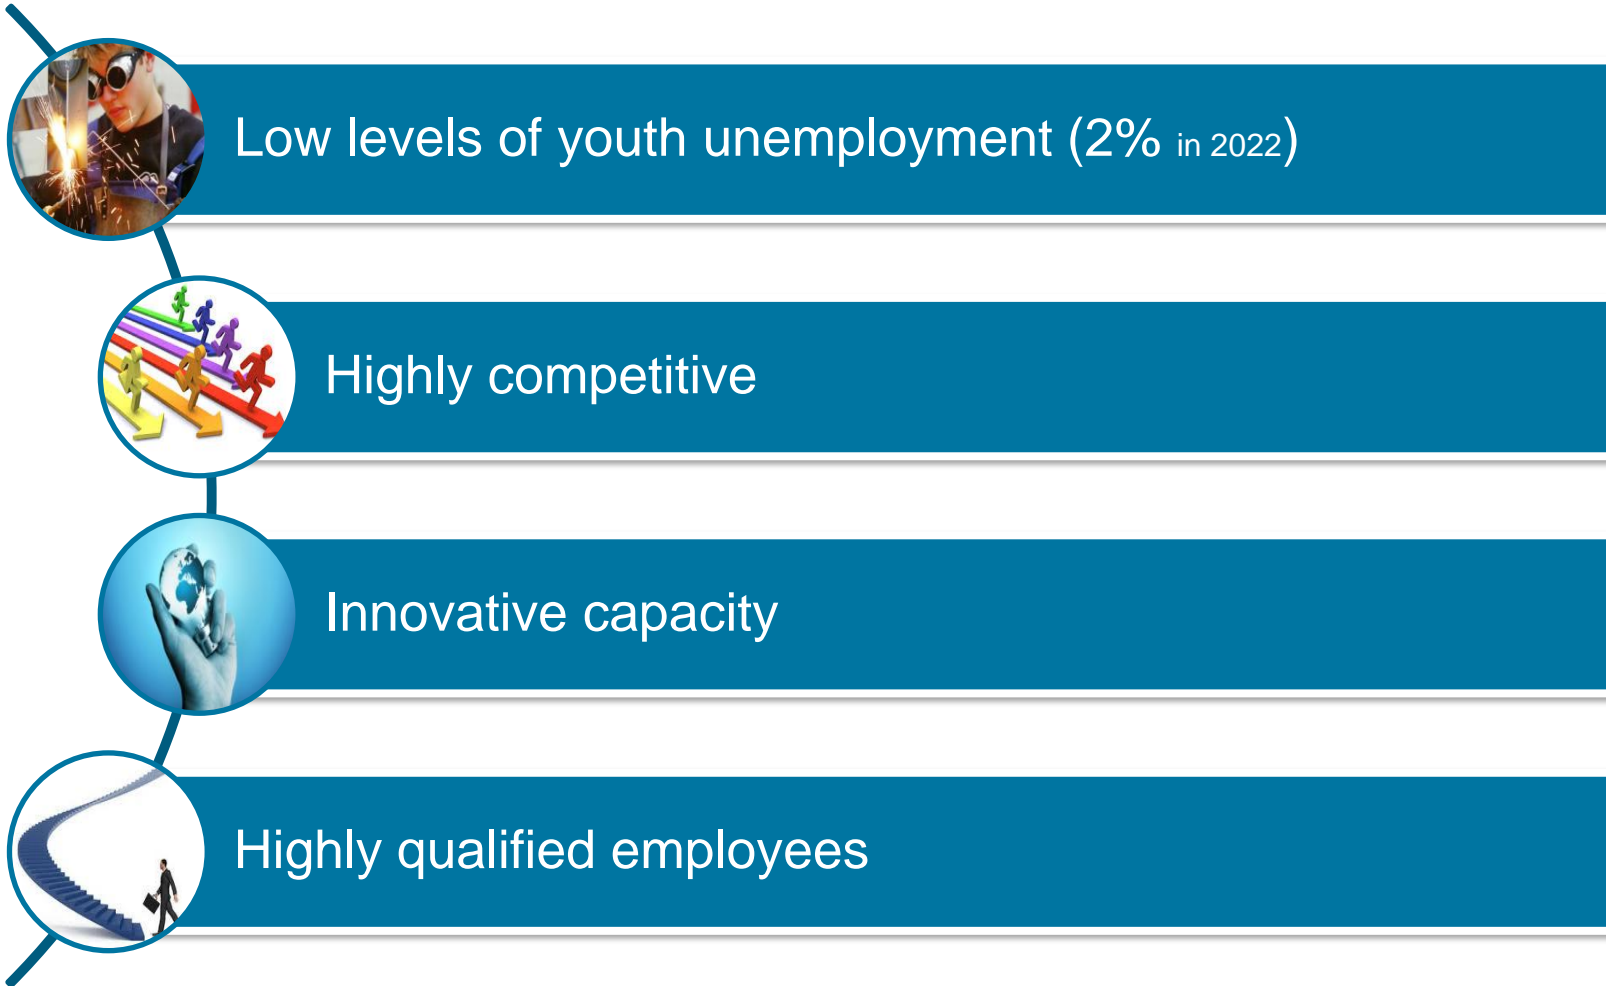 Low levels of youth unemployment (2% in 2022)
Highly competitive
Innovative capacity
Highly qualified employees